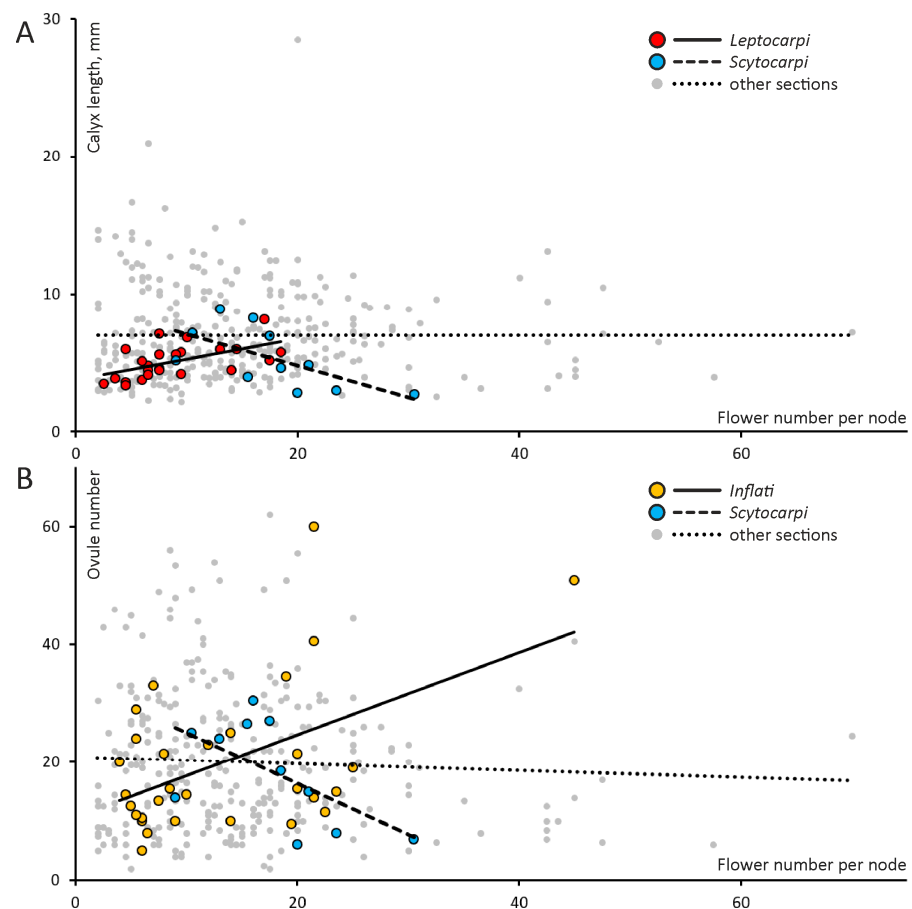 A
Calyx length, mm
30
20
10
0
Leptocarpi
Scytocarpi
other sections
Flower number per node
0 20 40 60
B
Ovule number
60
40
20
0
Inflati
Scytocarpi
other sections
Flower number per node
0 20 40 60